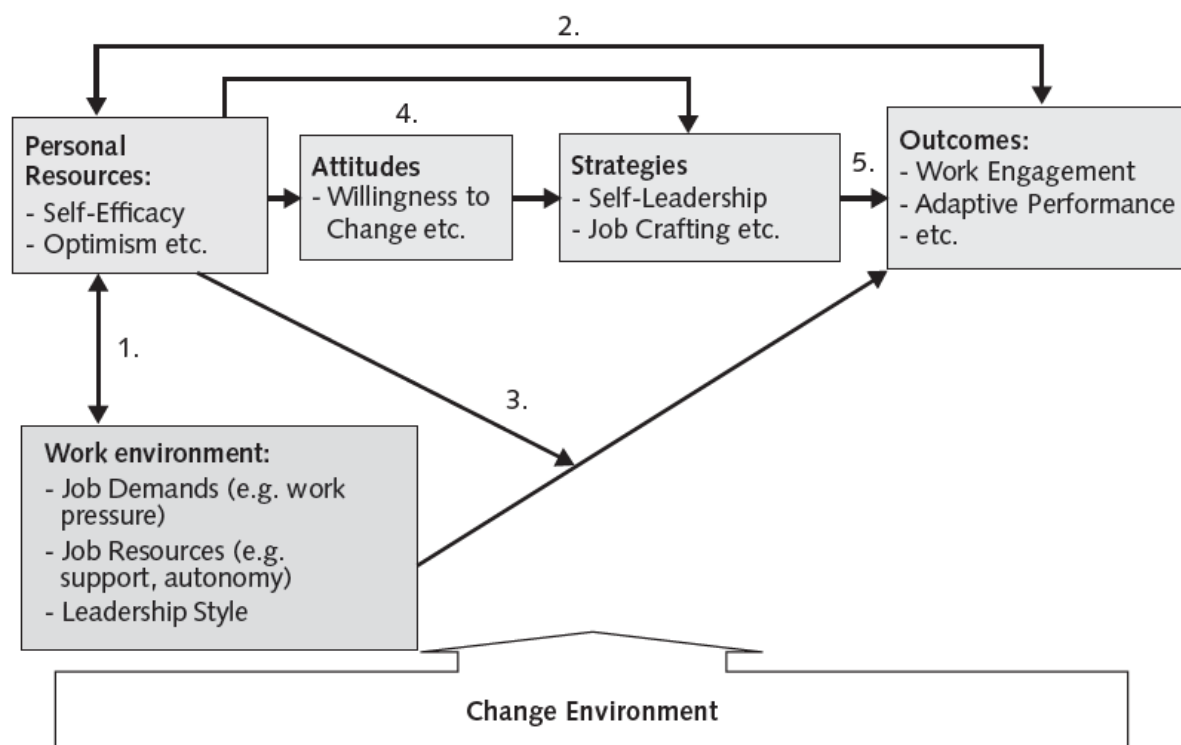 2.
4.
Personal
Resources:
- Self-Efficacy
- Optimism etc.
Attitudes
- Willingness to
Change etc.
Strategies
- Self-Leadership
- Job Crafting etc.
5.
Outcomes:
- Work Engagement
- Adaptive Performance
- etc.
1.
3.
Work environment:
- Job Demands (e.g. work
pressure)
- Job Resources (e.g.
support, autonomy)
- Leadership Style
Change Environment